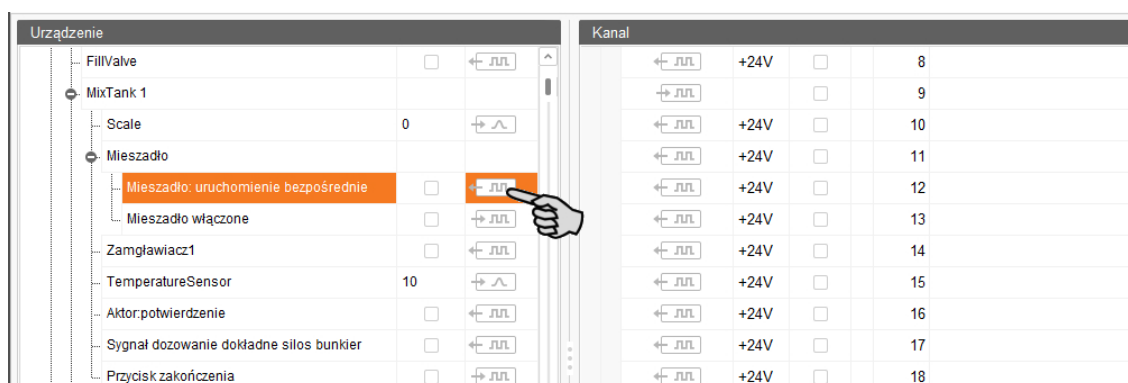 Urządzenie Kanal
FillValve +24V 8
MixTank 1 9
Scale 0 +24V 10
Mieszadło +24V 11
Mieszadło: uruchomienie bezpośrednie +24V 12
Mieszadło włączone +24V 13
Zamgławiacz1 +24V 14
TemperatureSensor 10 +24V 15
Aktor:potwierdzenie +24V 16
Sygnał dozowanie dokładne silos bunkier +24V 17
Przycisk zakończenia +24V 18